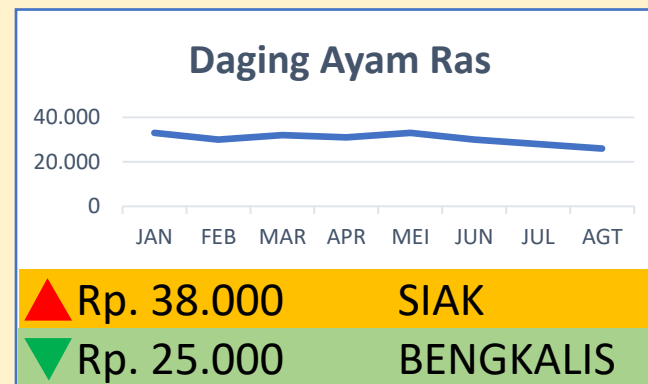 Daging Ayam Ras
40.000
20.000
0
JAN FEB MAR APR MEI JUN JUL AGT
Rp. 38.000 SIAK
Rp. 25.000 BENGKALIS